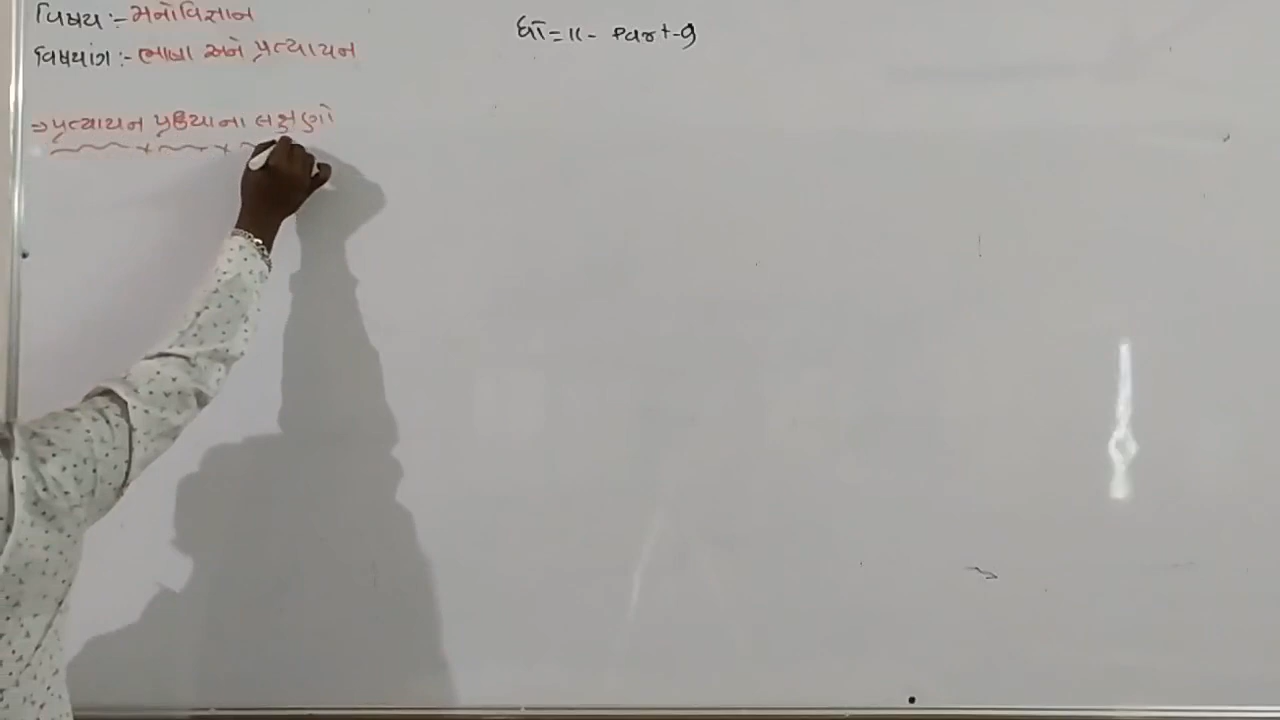 વિષય :- મનોવિજ્ઞાન
ધો = 11 - Part-9
વિષયાંગ :- ભાષા અને પ્રત્યાયન
→ પ્રત્યાયન પ્રક્રિયાના લક્ષણો